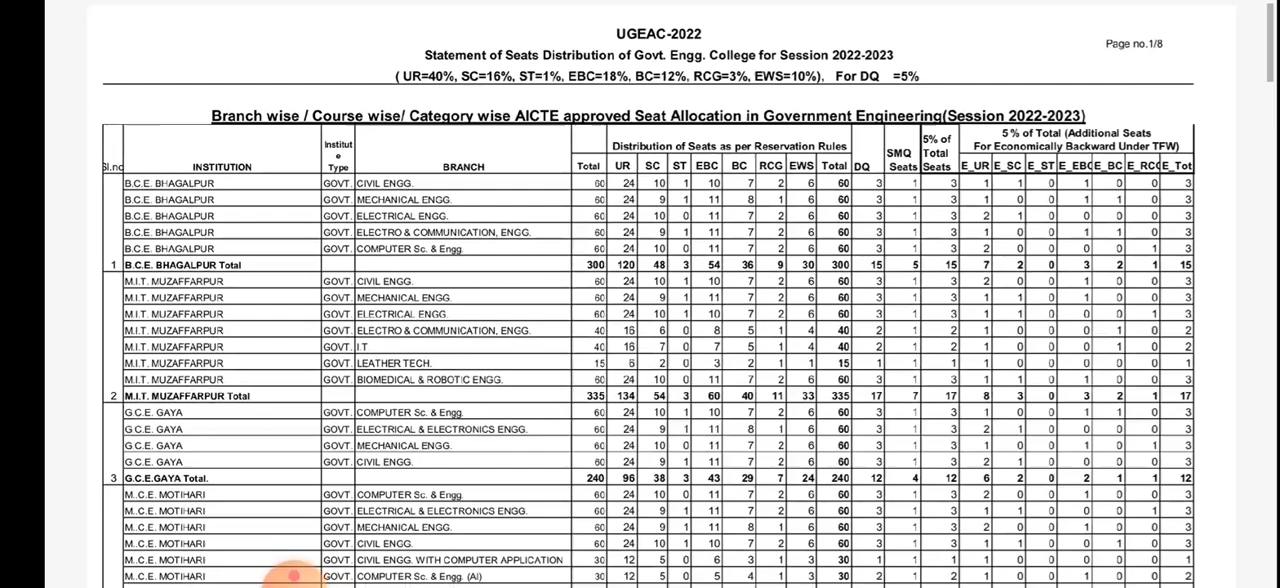 UGEAC-2022
Page no.1/8
Statement of Seats Distribution of Govt. Engg. College for Session 2022-2023
( UR=40%, SC=16%, ST=1%, EBC=18%, BC=12%, RCG=3%, EWS=10%), For DQ =5%
Branch wise / Course wise/ Category wise AICTE approved Seat Allocation in Government Engineering(Session 2022-2023)
Sl.no INSTITUTION Institute Type BRANCH Distribution of Seats as per Reservation Rules SMQ Seats 5% of Total Seats 5 % of Total (Additional Seats For Economically Backward Under TFW)
Total UR SC ST EBC BC RCG EWS Total DQ E_UR E_SC E_ST E_EBC E_BC E_RCG E_Tot
B.C.E. BHAGALPUR GOVT. CIVIL ENGG. 60 24 10 1 10 7 2 6 60 3 1 3 1 1 0 1 0 0 3
B.C.E. BHAGALPUR GOVT. MECHANICAL ENGG. 60 24 9 1 11 8 1 6 60 3 1 3 1 0 0 1 1 0 3
B.C.E. BHAGALPUR GOVT. ELECTRICAL ENGG. 60 24 10 0 11 7 2 6 60 3 1 3 2 1 0 0 0 0 3
B.C.E. BHAGALPUR GOVT. ELECTRO & COMMUNICATION, ENGG. 60 24 9 1 11 7 2 6 60 3 1 3 1 0 0 1 1 0 3
B.C.E. BHAGALPUR GOVT. COMPUTER Sc. & Engg. 60 24 10 0 11 7 2 6 60 3 1 3 2 0 0 0 0 1 3
1 B.C.E. BHAGALPUR Total 300 120 48 3 54 36 9 30 300 15 5 15 7 2 0 3 2 1 15
M.I.T. MUZAFFARPUR GOVT. CIVIL ENGG. 60 24 10 1 10 7 2 6 60 3 1 3 2 0 0 1 0 0 3
M.I.T. MUZAFFARPUR GOVT. MECHANICAL ENGG. 60 24 9 1 11 7 2 6 60 3 1 3 1 1 0 1 0 0 3
M.I.T. MUZAFFARPUR GOVT. ELECTRICAL ENGG. 60 24 10 1 10 7 2 6 60 3 1 3 1 1 0 0 0 1 3
M.I.T. MUZAFFARPUR GOVT. ELECTRO & COMMUNICATION, ENGG. 40 16 6 0 8 5 1 4 40 2 1 2 1 0 0 0 1 0 2
M.I.T. MUZAFFARPUR GOVT. I.T 40 16 7 0 7 5 1 4 40 2 1 2 1 0 0 0 1 0 2
M.I.T. MUZAFFARPUR GOVT. LEATHER TECH. 15 6 2 0 3 2 1 1 15 1 1 1 1 0 0 0 0 0 1
M.I.T. MUZAFFARPUR GOVT. BIOMEDICAL & ROBOTIC ENGG. 60 24 10 0 11 7 2 6 60 3 1 3 1 1 0 1 0 0 3
2 M.I.T. MUZAFFARPUR Total 335 134 54 3 60 40 11 33 335 17 7 17 8 3 0 3 2 1 17
G.C.E. GAYA GOVT. COMPUTER Sc. & Engg. 60 24 10 1 10 7 2 6 60 3 1 3 1 0 0 1 1 0 3
G.C.E. GAYA GOVT. ELECTRICAL & ELECTRONICS ENGG. 60 24 9 1 11 8 1 6 60 3 1 3 2 1 0 0 0 0 3
G.C.E. GAYA GOVT. MECHANICAL ENGG. 60 24 10 0 11 7 2 6 60 3 1 3 1 0 0 1 0 1 3
G.C.E. GAYA GOVT. CIVIL ENGG. 60 24 9 1 11 7 2 6 60 3 1 3 2 1 0 0 0 0 3
3 G.C.E.GAYA Total. 240 96 38 3 43 29 7 24 240 12 4 12 6 2 0 2 1 1 12
M..C.E. MOTIHARI GOVT. COMPUTER Sc. & Engg. 60 24 10 0 11 7 2 6 60 3 1 3 2 0 0 1 0 0 3
M..C.E. MOTIHARI GOVT. ELECTRICAL & ELECTRONICS ENGG. 60 24 9 1 11 7 2 6 60 3 1 3 1 1 0 0 0 1 3
M..C.E. MOTIHARI GOVT. MECHANICAL ENGG. 60 24 9 1 11 8 1 6 60 3 1 3 2 0 0 1 0 0 3
M..C.E. MOTIHARI GOVT. CIVIL ENGG. 60 24 10 1 10 7 2 6 60 3 1 3 1 1 0 1 0 0 3
M..C.E. MOTIHARI GOVT. CIVIL ENGG. WITH COMPUTER APPLICATION 30 12 5 0 6 3 1 3 30 1 1 1 1 0 0 0 0 0 1
M..C.E. MOTIHARI GOVT. COMPUTER Sc. & Engg. (AI) 30 12 5 0 5 4 1 3 30 2 1 2 1 0 0 1 0 0 2